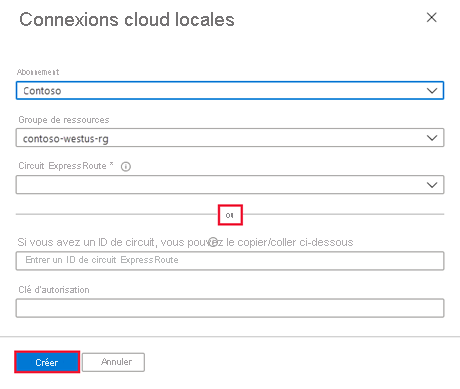 Connexions cloud locales
Abonnement
Contoso
Groupe de ressources
contoso-westus-rg
Circuit ExpressRoute *
ou
Si vous avez un ID de circuit, vous pouvez le copier/coller ci-dessous
Entrer un ID de circuit ExpressRoute
Clé d'autorisation
Créer
Annuler